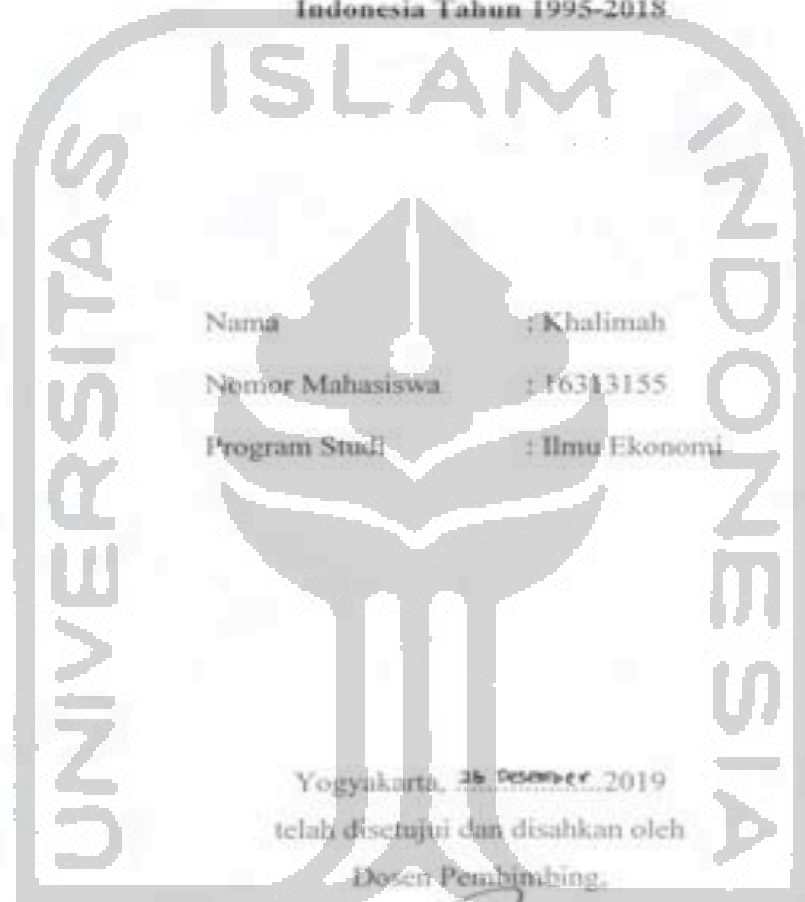 Indonesia Tahun 1995-2018
UNIVERSITAS ISLAM INDONESIA
Nama : Khalimah
Nomor Mahasiswa : 16313155
Program Studi : Ilmu Ekonomi
Yogyakarta, 26 Desember 2019
telah disetujui dan disahkan oleh
Dosen Pembimbing,